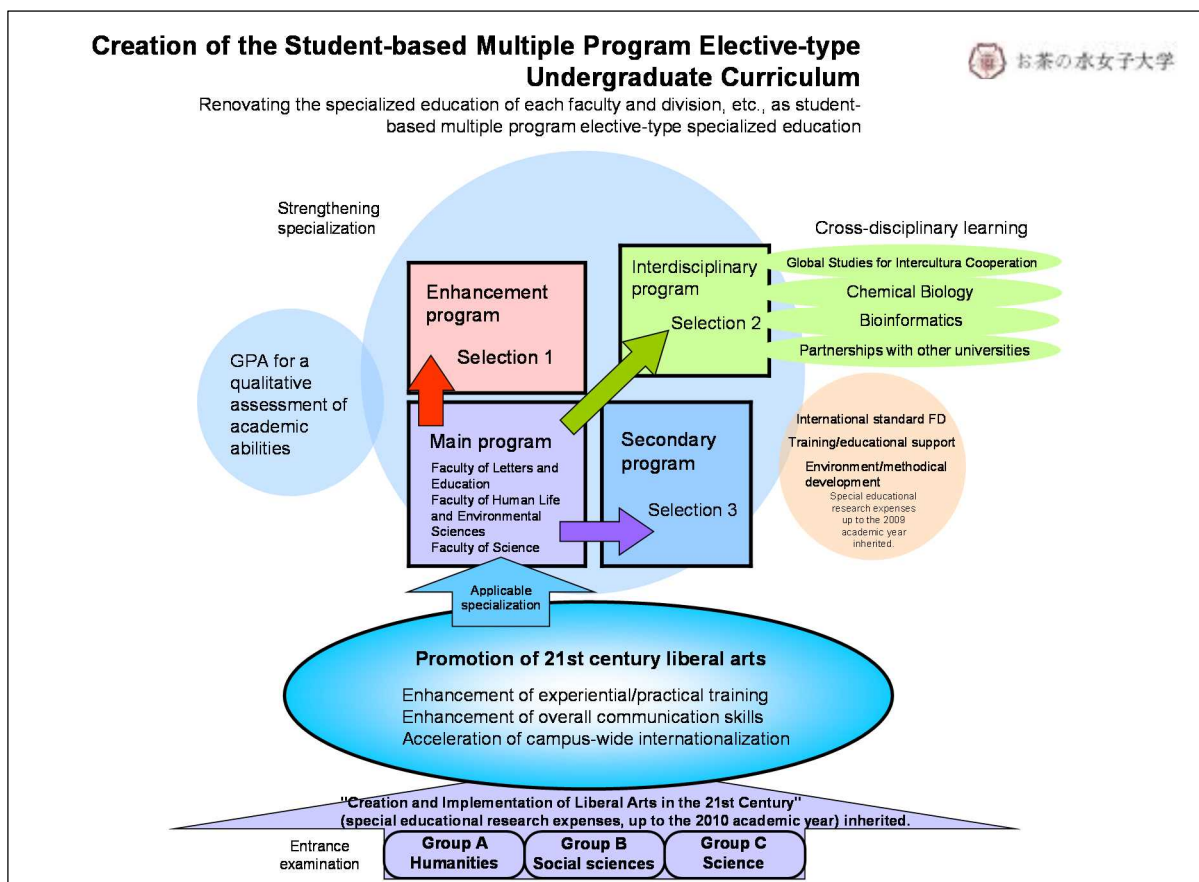 Creation of the Student-based Multiple Program Elective-type
Undergraduate Curriculum
お茶の水女子大学
Renovating the specialized education of each faculty and division, etc., as student-
based multiple program elective-type specialized education
Strengthening
specialization
Cross-disciplinary learning
Enhancement
program
Selection 1
Interdisciplinary
program
Selection 2
Global Studies for Intercultura Cooperation
Chemical Biology
Bioinformatics
Partnerships with other universities
GPA for a
qualitative
assessment of
academic
abilities
Main program
Faculty of Letters and
Education
Faculty of Human Life
and Environmental
Sciences
Faculty of Science
Secondary
program
Selection 3
International standard FD
Training/educational support
Environment/methodical
development
Special educational
research expenses
up to the 2009
academic year
inherited.
Applicable
specialization
Promotion of 21st century liberal arts
Enhancement of experiential/practical training
Enhancement of overall communication skills
Acceleration of campus-wide internationalization
"Creation and Implementation of Liberal Arts in the 21st Century"
(special educational research expenses, up to the 2010 academic year) inherited.
Entrance
examination
Group A
Humanities
Group B
Social sciences
Group C
Science